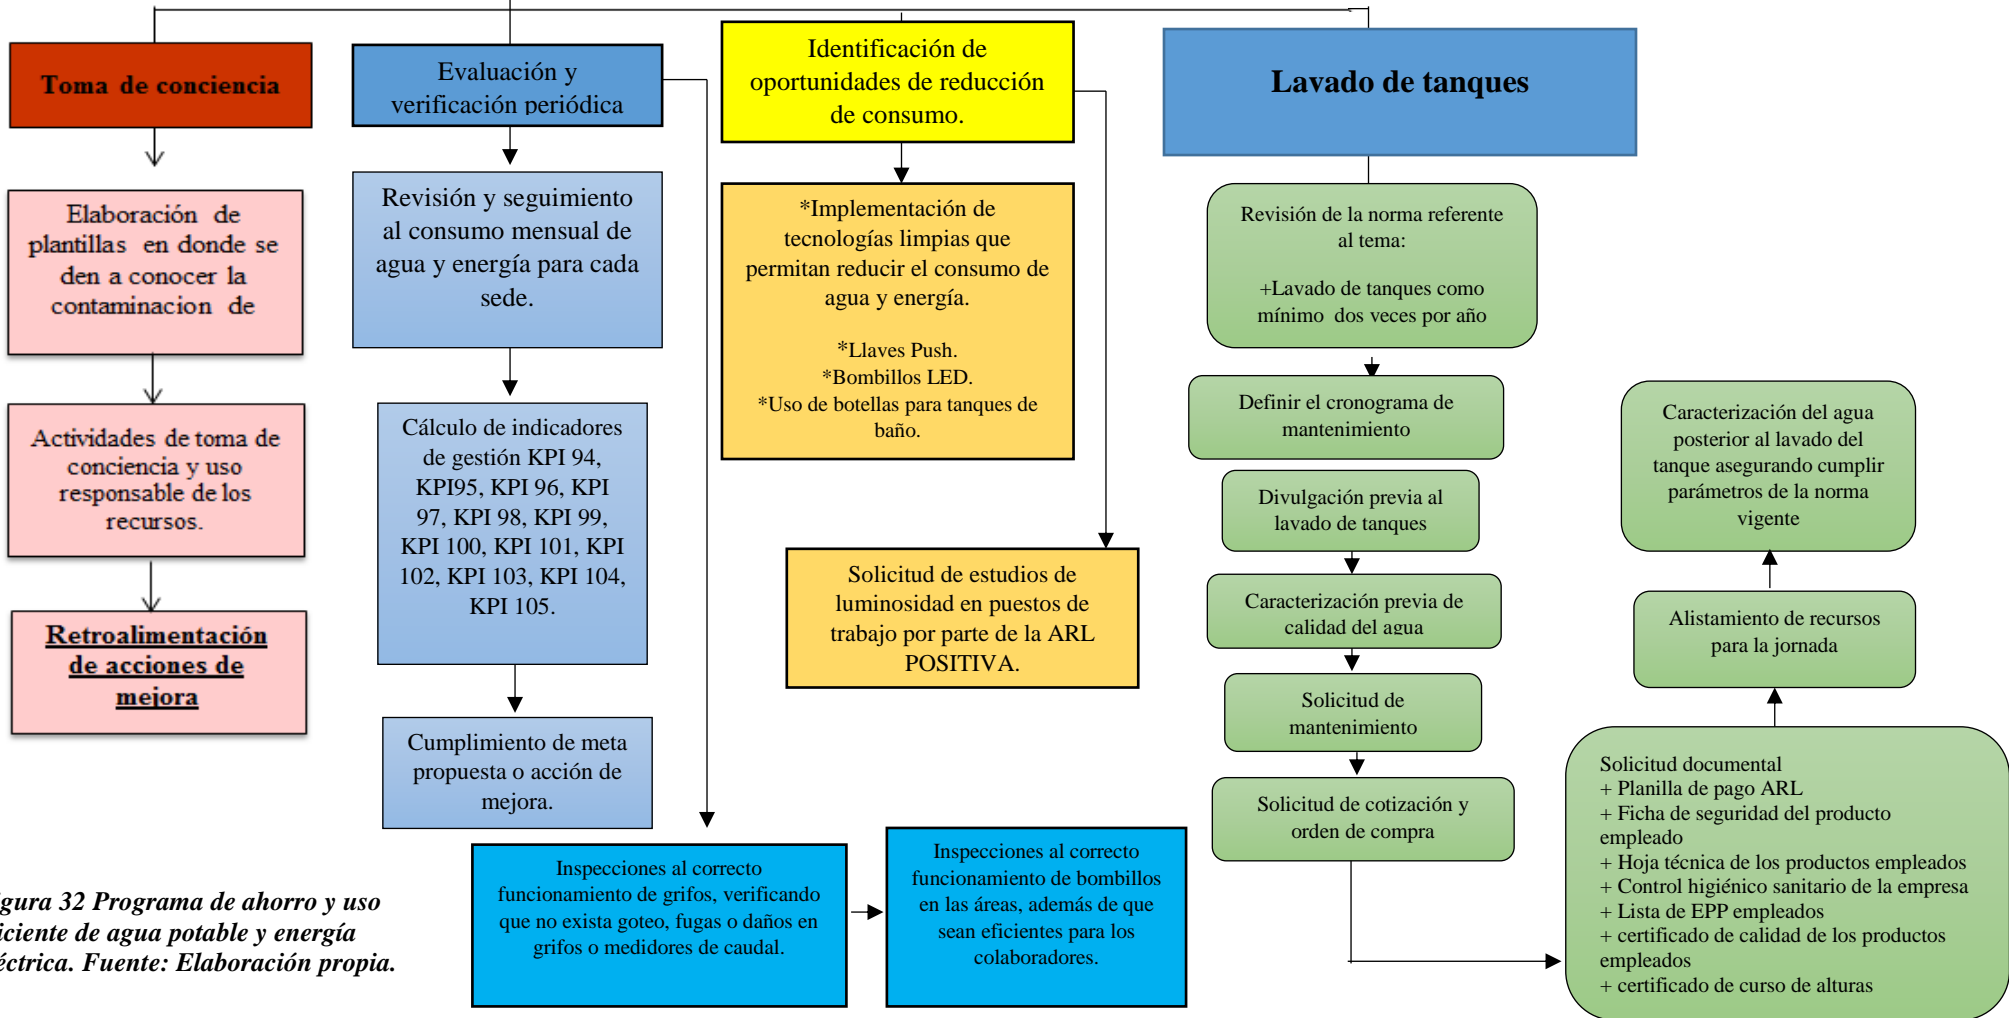 Toma de conciencia
Elaboración de
plantillas en donde se
den a conocer la
contaminacion de
Actividades de toma de
conciencia y uso
responsable de los
recursos.
Retroalimentación
de acciones de
mejora
Evaluación y
verificación periódica
Revisión y seguimiento
al consumo mensual de
agua y energía para cada
sede.
Cálculo de indicadores
de gestión KPI 94,
KPI95, KPI 96, KPI
97, KPI 98, KPI 99,
KPI 100, KPI 101, KPI
102, KPI 103, KPI 104,
KPI 105.
Cumplimiento de meta
propuesta o acción de
mejora.
Inspecciones al correcto
funcionamiento de grifos, verificando
que no exista goteo, fugas o daños en
grifos o medidores de caudal.
Inspecciones al correcto
funcionamiento de bombillos
en las áreas, además de que
sean eficientes para los
colaboradores.
Identificación de
oportunidades de reducción
de consumo.
*Implementación de
tecnologías limpias que
permitan reducir el consumo de
agua y energía.
*Llaves Push.
*Bombillos LED.
*Uso de botellas para tanques de
baño.
Solicitud de estudios de
luminosidad en puestos de
trabajo por parte de la ARL
POSITIVA.
Lavado de tanques
Revisión de la norma referente
al tema:
+Lavado de tanques como
mínimo dos veces por año
Definir el cronograma de
mantenimiento
Divulgación previa al
lavado de tanques
Caracterización previa de
calidad del agua
Solicitud de
mantenimiento
Solicitud de cotización y
orden de compra
Solicitud documental
+ Planilla de pago ARL
+ Ficha de seguridad del producto
empleado
+ Hoja técnica de los productos empleados
+ Control higiénico sanitario de la empresa
+ Lista de EPP empleados
+ certificado de calidad de los productos
empleados
+ certificado de curso de alturas
Alistamiento de recursos
para la jornada
Caracterización del agua
posterior al lavado del
tanque asegurando cumplir
parámetros de la norma
vigente
gura 32 Programa de ahorro y uso
iciente de agua potable y energía
éctrica. Fuente: Elaboración propia.